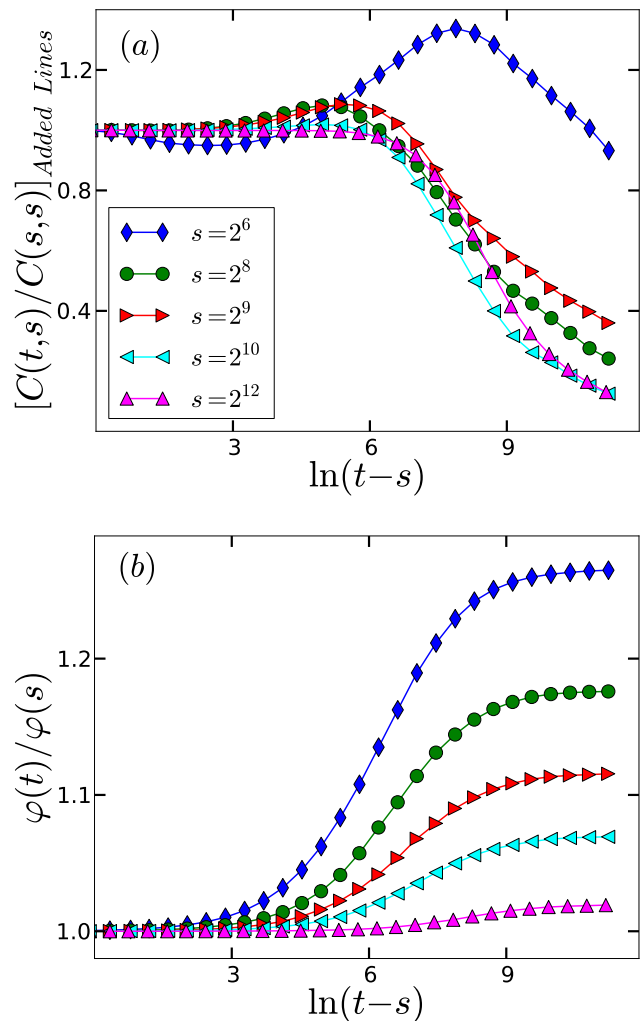 (a)
[C(t,s)/C(s,s)]_{Added Lines}
1.2
0.8
0.4
s=2^6
s=2^8
s=2^9
s=2^{10}
s=2^{12}
3 6 9
ln(t−s)
(b)
φ(t)/φ(s)
1.2
1.1
1.0
3 6 9
ln(t−s)